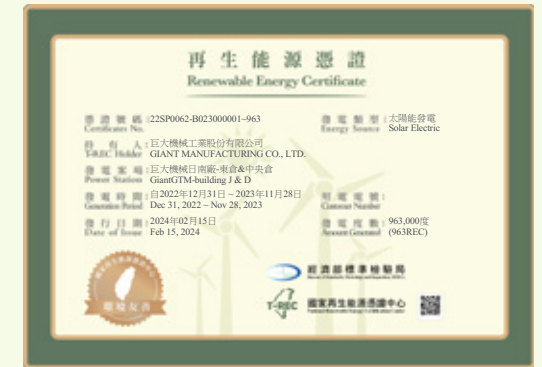 再生能源憑證
Renewable Energy Certificate
憑證號碼：22SP0062-B023000001~963
Certificates No.
發電類型：太陽能發電
Energy Source Solar Electric
持有人：巨大機械工業股份有限公司
T-REC Holder GIANT MANUFACTURING CO., LTD.
發電案場：巨大機械日南廠-東倉&中央倉
Power Station GiantGTM-building J & D
發電時間：自2022年12月31日 – 2023年11月28日
Generation Period Dec 31, 2022 – Nov 28, 2023
發行日期：2024年02月15日
Date of Issue Feb 15, 2024
發電度數：963,000度
Amount Generated (963REC)
環境友善
經濟部標準檢驗局
T-REC 國家再生能源憑證中心